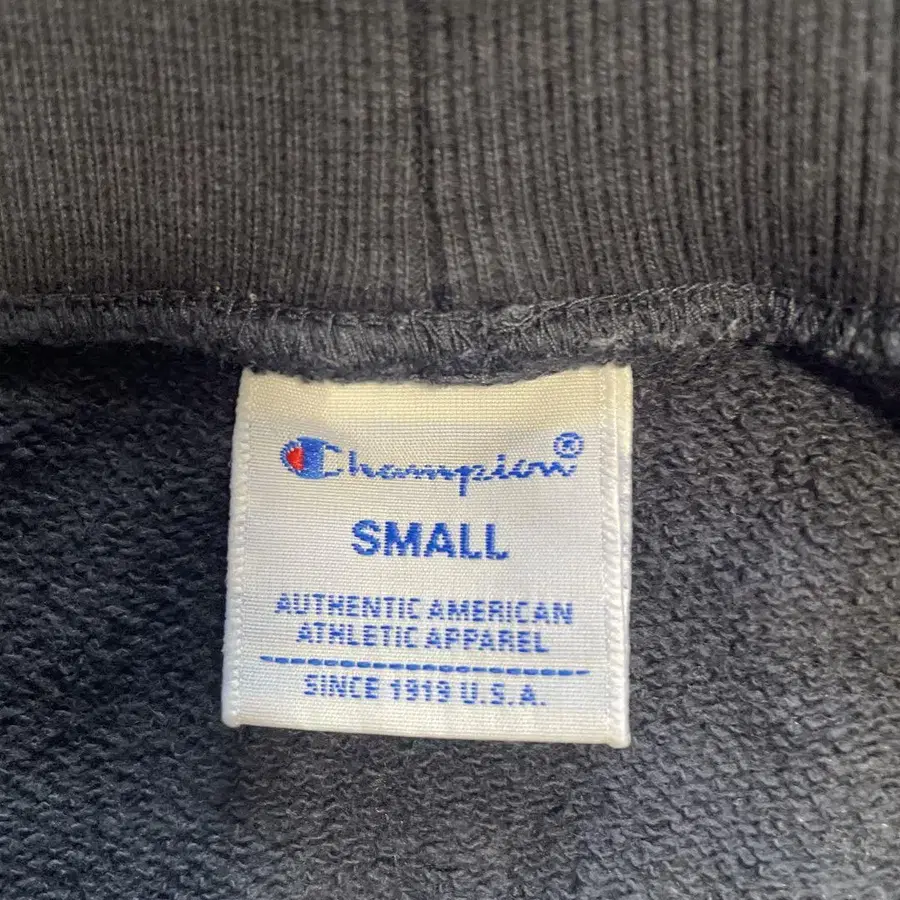 Champion®
SMALL
AUTHENTIC AMERICAN
ATHLETIC APPAREL
SINCE 1919 U.S.A.